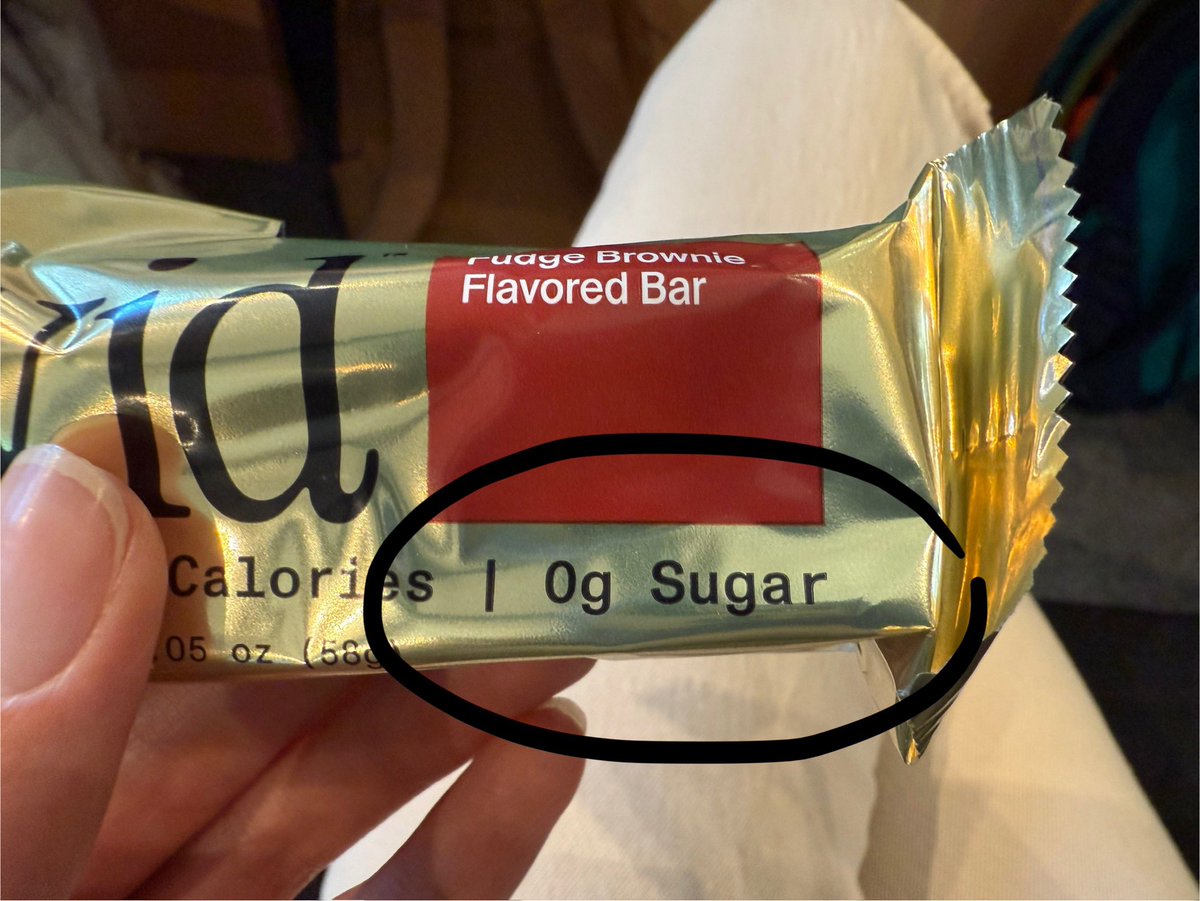 Fudge Brownie
Flavored Bar
Calories | 0g Sugar
.05 oz (58g)